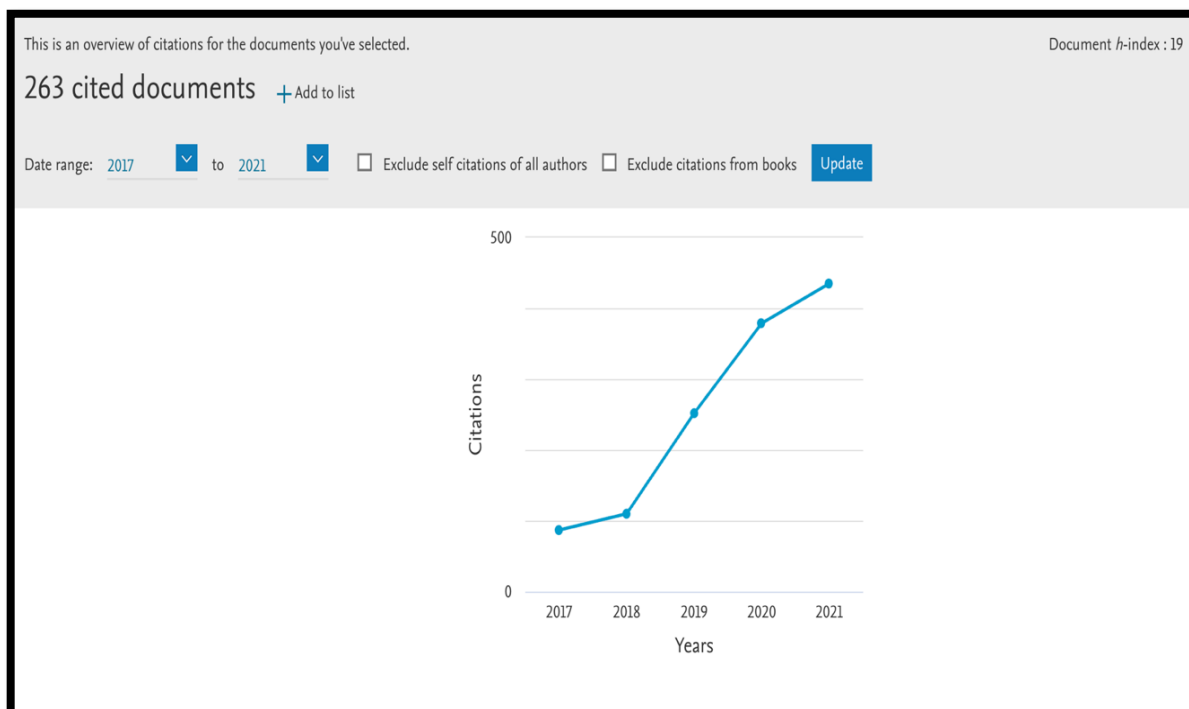 This is an overview of citations for the documents you've selected.
Document h-index : 19
263 cited documents + Add to list
Date range: 2017 to 2021 Exclude self citations of all authors Exclude citations from books Update
500
Citations
0
2017 2018 2019 2020 2021
Years